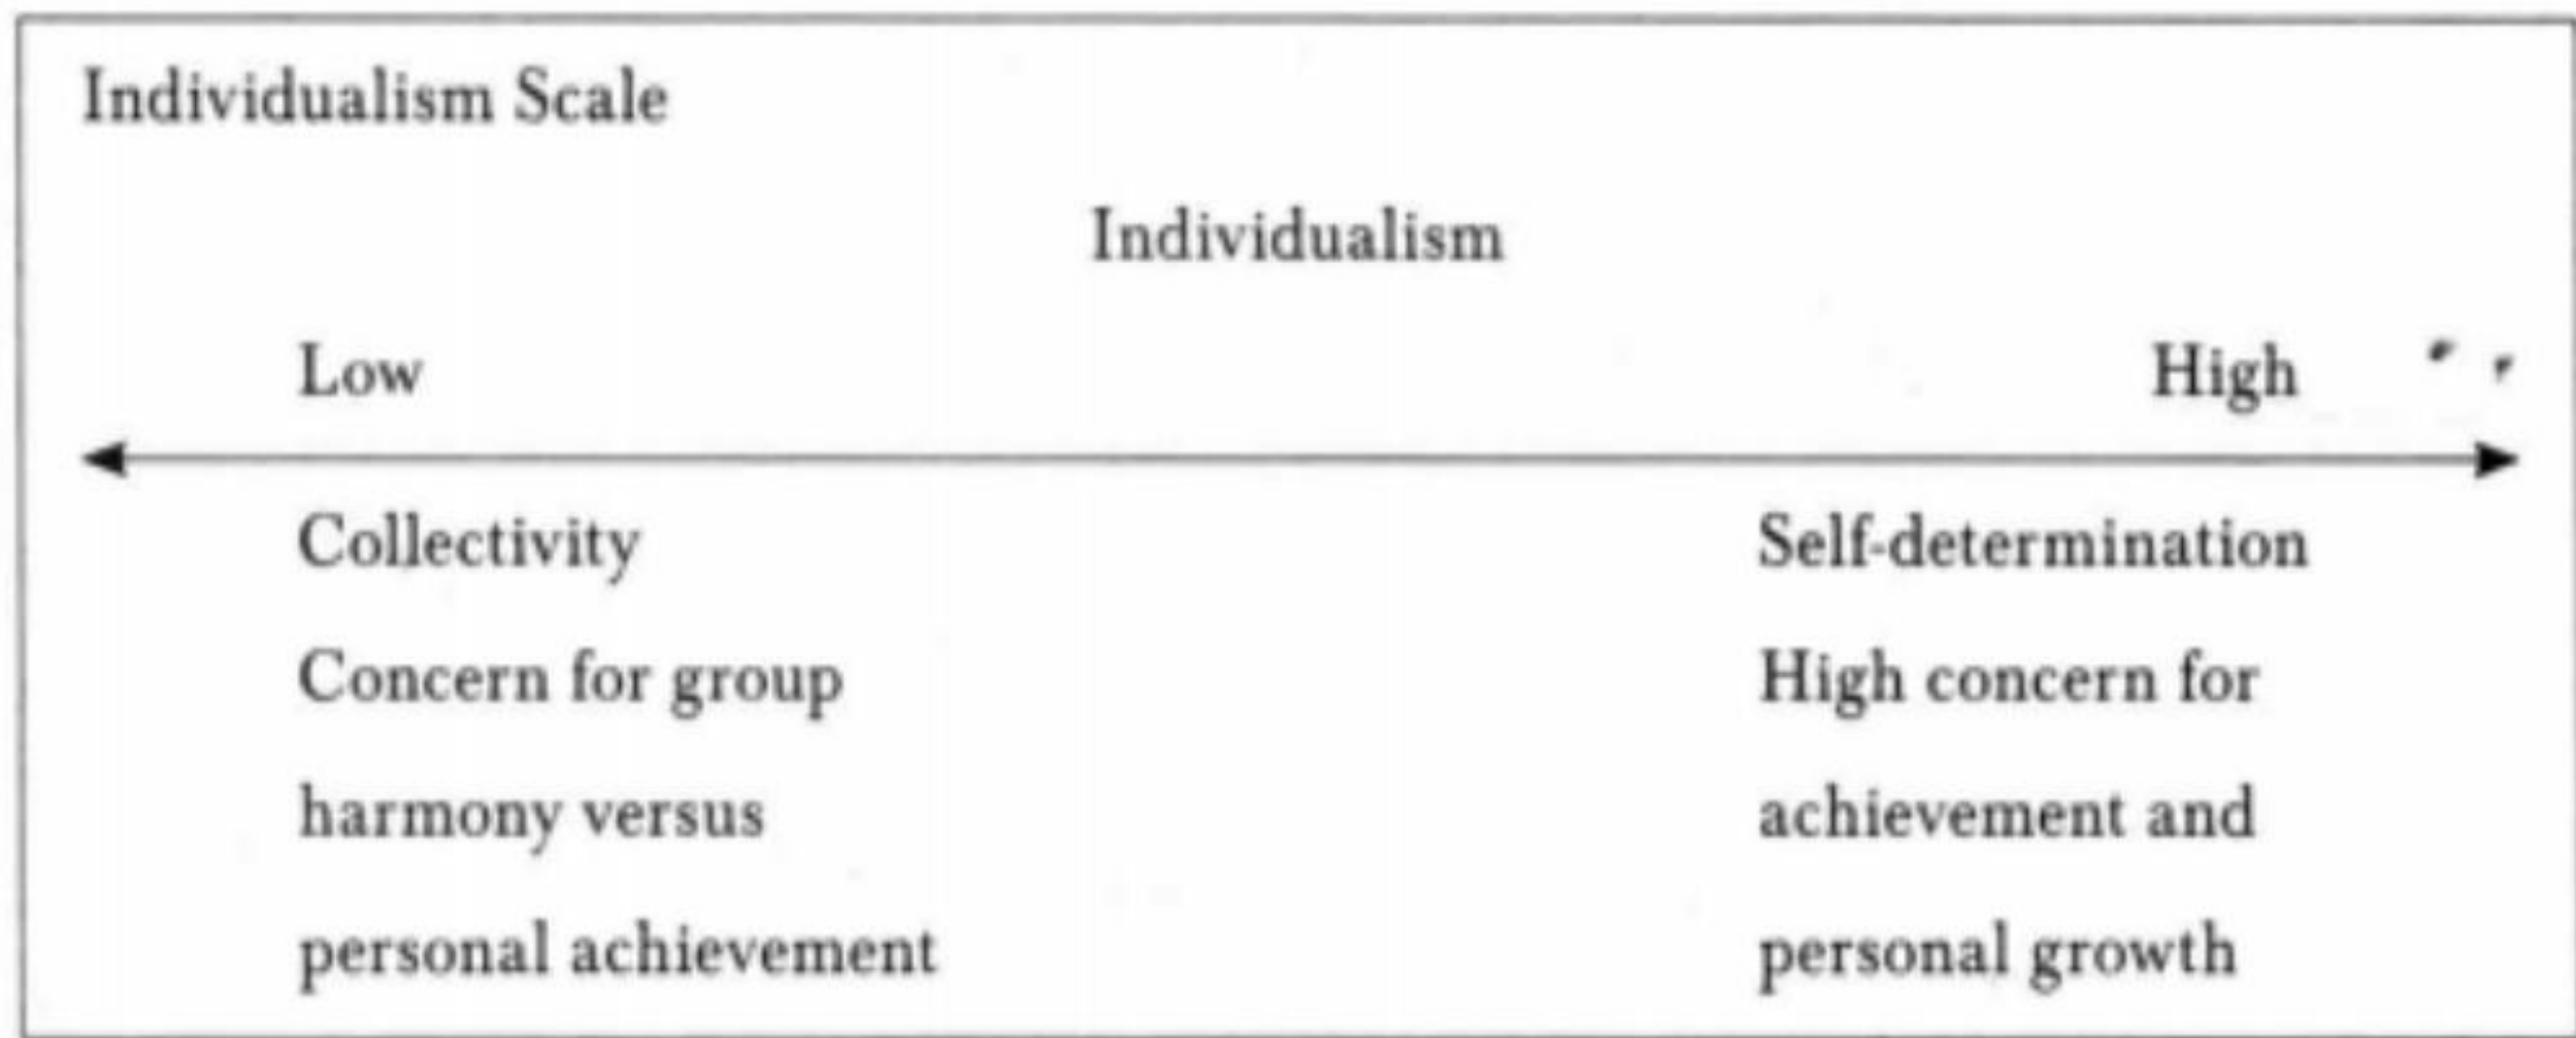 Individualism Scale
Individualism
Low High
Collectivity Self-determination
Concern for group High concern for
harmony versus achievement and
personal achievement personal growth